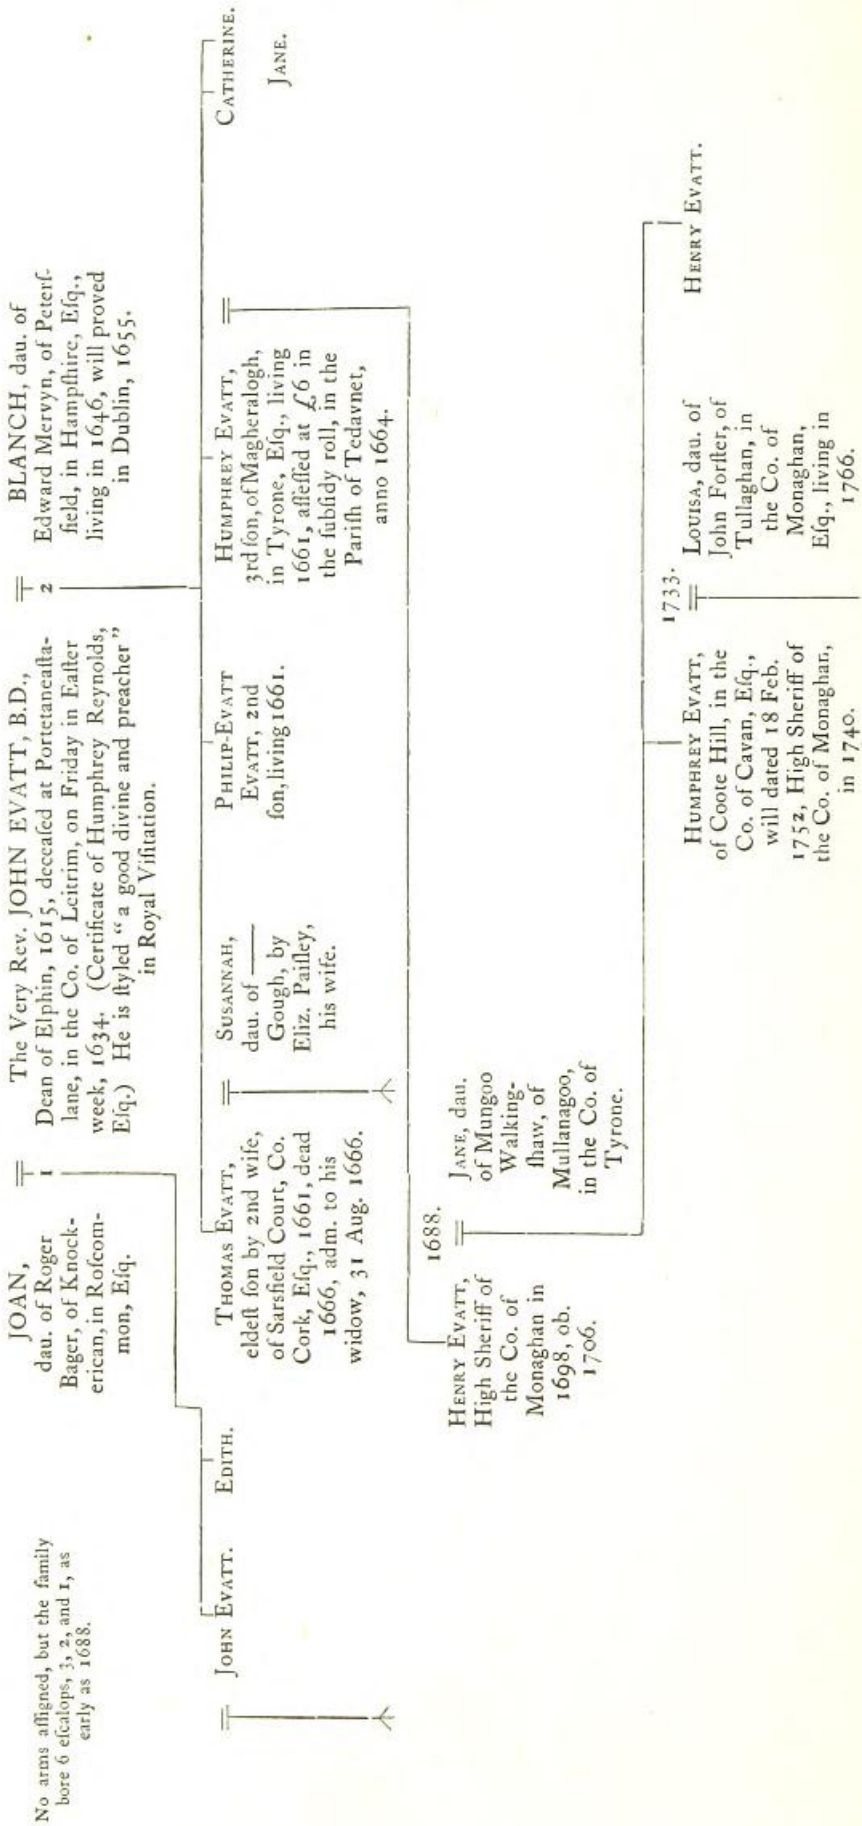 No arms aſſigned, but the family
bore 6 eſcalops, 3, 2, and 1, as
early as 1688.
JOAN,
dau. of Roger
Bager, of Knock-
erican, in Roſcom-
mon, Eſq.
1
The Very Rev. JOHN EVATT, B.D.,
Dean of Elphin, 1615, deceaſed at Portetaneaſta-
lane, in the Co. of Leitrim, on Friday in Eaſter
week, 1634. (Certificate of Humphrey Reynolds,
Eſq.) He is ſtyled “a good divine and preacher”
in Royal Viſitation.
2
BLANCH, dau. of
Edward Mervyn, of Peterſ-
field, in Hampſhire, Eſq.,
living in 1646, will proved
in Dublin, 1655.
JOHN EVATT.
EDITH.
THOMAS EVATT,
eldeſt ſon by 2nd wife,
of Sarsfield Court, Co.
Cork, Eſq., 1661, dead
1666, adm. to his
widow, 31 Aug. 1666.
SUSANNAH,
dau. of ——
Gough, by
Eliz. Paiſley,
his wife.
PHILIP-EVATT
EVATT, 2nd
ſon, living 1661.
HUMPHREY EVATT,
3rd ſon, of Magheralogh,
in Tyrone, Eſq., living
1661, aſſeſſed at £6 in
the ſubſidy roll, in the
Pariſh of Tedavnet,
anno 1664.
CATHERINE.
JANE.
HENRY EVATT,
High Sheriff of
the Co. of
Monaghan in
1698, ob.
1706.
1688.
JANE, dau.
of Mungoo
Walking-
ſhaw, of
Mullanagoo,
in the Co. of
Tyrone.
HUMPHREY EVATT,
of Coote Hill, in the
Co. of Cavan, Eſq.,
will dated 18 Feb.
1752, High Sheriff of
the Co. of Monaghan,
in 1740.
1733.
LOUISA, dau. of
John Forſter, of
Tullaghan, in
the Co. of
Monaghan,
Eſq., living in
1766.
HENRY EVATT.